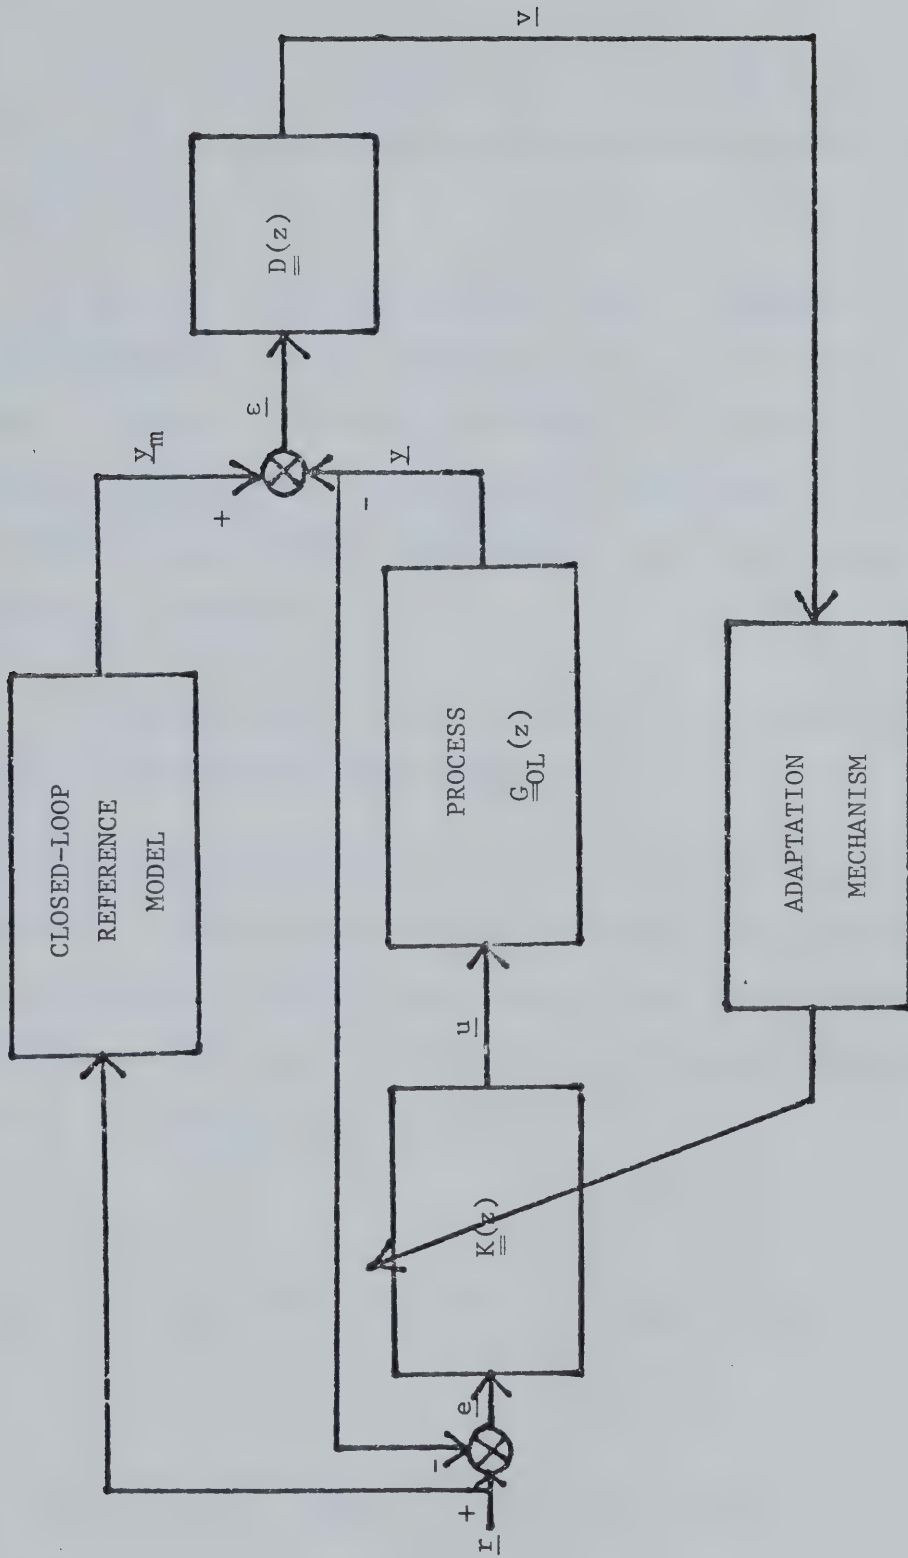 CLOSED-LOOP
REFERENCE
MODEL
y_m
+
ε
D(z)
v
-
y
PROCESS
G_OL(z)
u
K(z)
e
-
+
r
ADAPTATION
MECHANISM